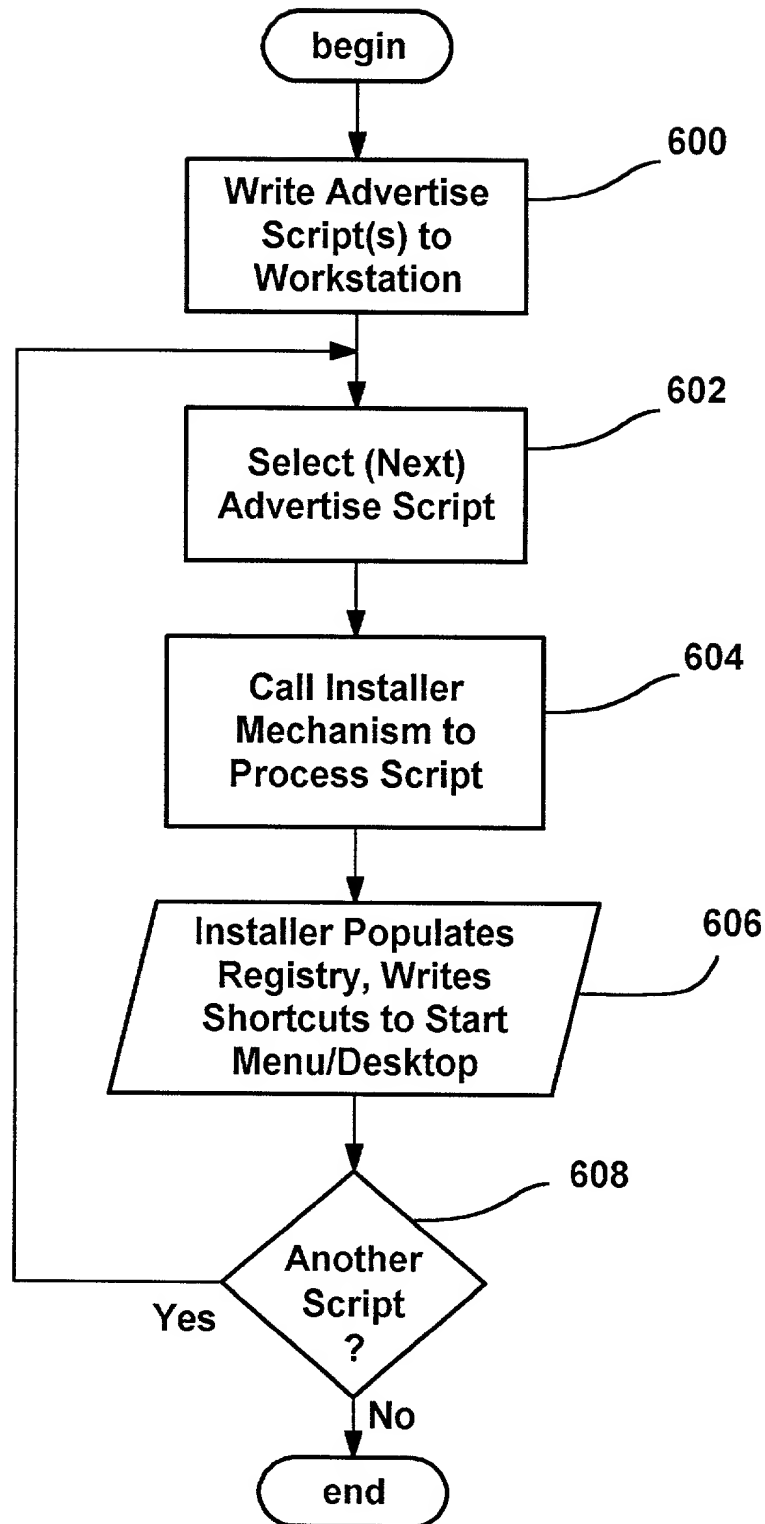 begin
600
Write Advertise
Script(s) to
Workstation
602
Select (Next)
Advertise Script
604
Call Installer
Mechanism to
Process Script
606
Installer Populates
Registry, Writes
Shortcuts to Start
Menu/Desktop
608
Another
Script
?
Yes
No
end